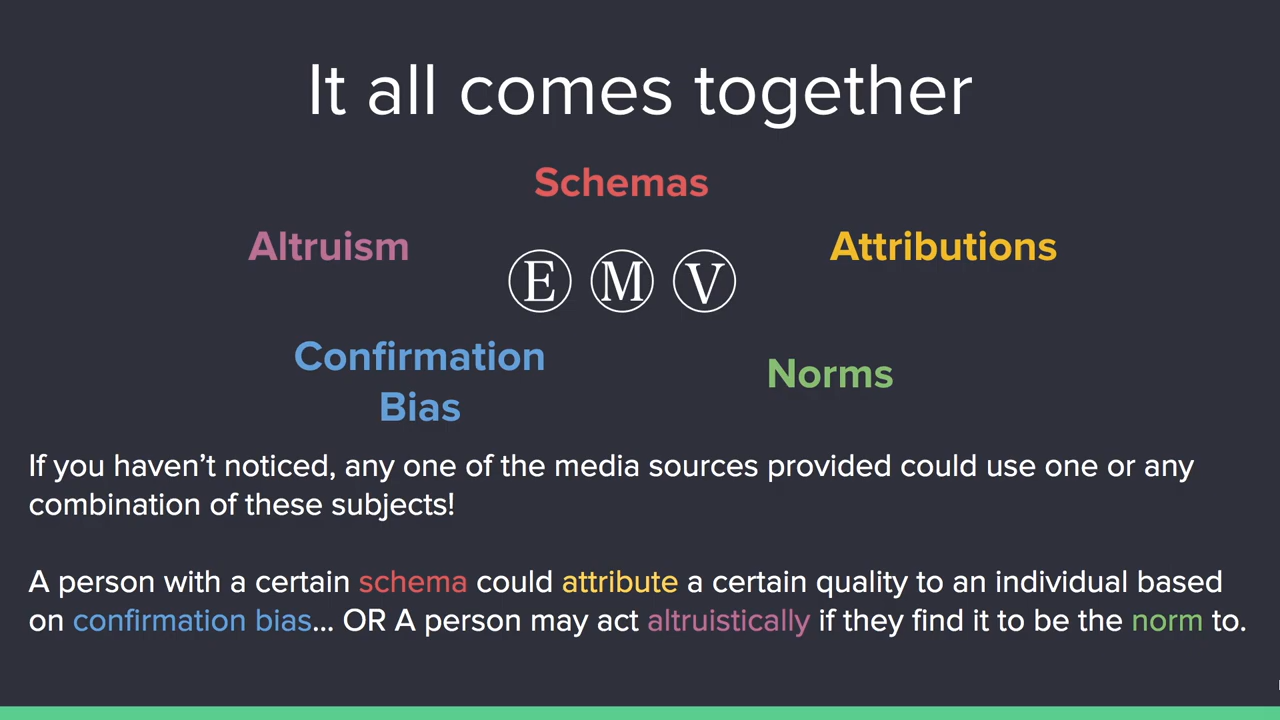 It all comes together
Schemas
Altruism
Attributions
Ⓔ Ⓜ Ⓥ
Confirmation
Bias
Norms
If you haven’t noticed, any one of the media sources provided could use one or any
combination of these subjects!
A person with a certain schema could attribute a certain quality to an individual based
on confirmation bias... OR A person may act altruistically if they find it to be the norm to.